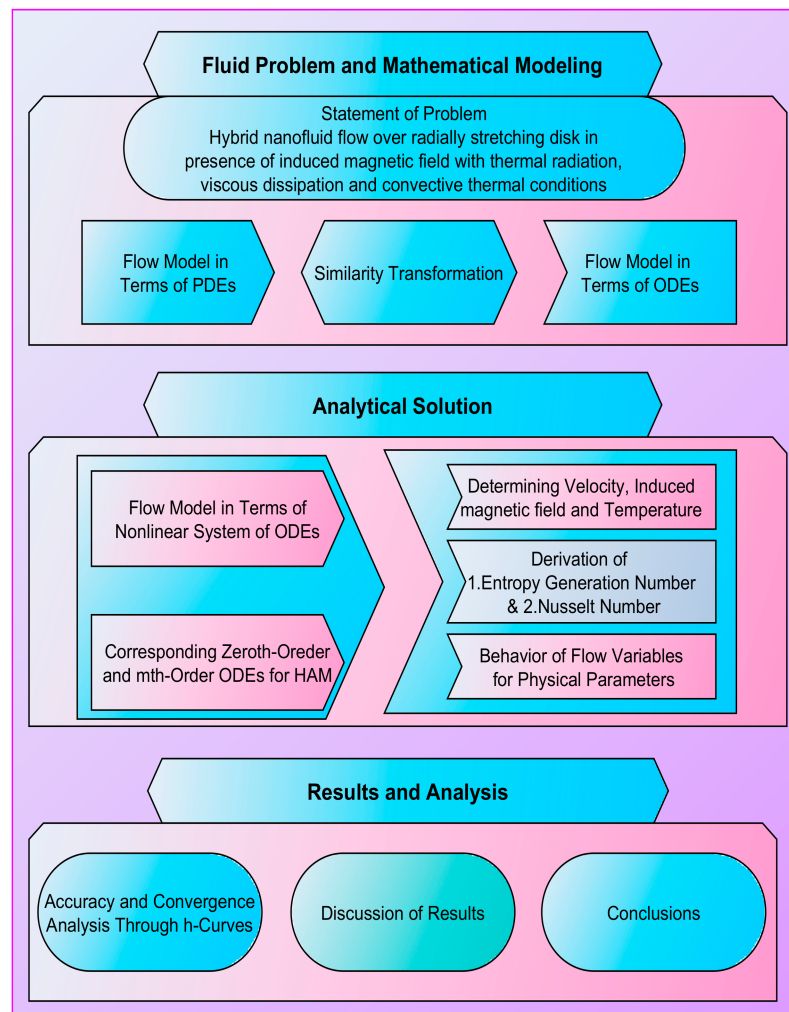 Fluid Problem and Mathematical Modeling
Statement of Problem
Hybrid nanofluid flow over radially stretching disk in
presence of induced magnetic field with thermal radiation,
viscous dissipation and convective thermal conditions
Flow Model in
Terms of PDEs
Similarity Transformation
Flow Model in
Terms of ODEs
Analytical Solution
Flow Model in Terms of
Nonlinear System of ODEs
Corresponding Zeroth-Oreder
and mth-Order ODEs for HAM
Determining Velocity, Induced
magnetic field and Temperature
Derivation of
1.Entropy Generation Number
& 2.Nusselt Number
Behavior of Flow Variables
for Physical Parameters
Results and Analysis
Accuracy and Convergence
Analysis Through h-Curves
Discussion of Results
Conclusions